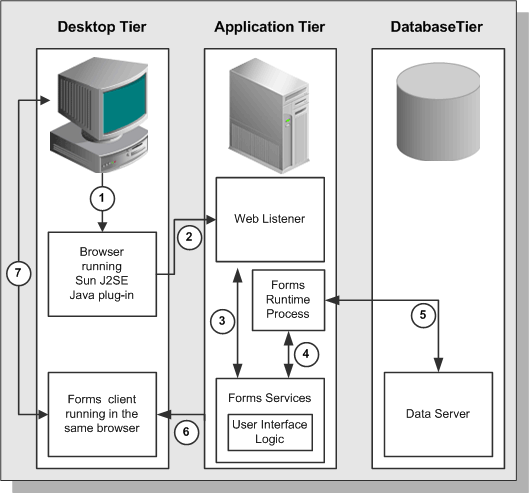 Desktop Tier
Application Tier
DatabaseTier
1
2
Web Listener
Browser
running
Sun J2SE
Java plug-in
7
Forms
Runtime
Process
3
4
5
Forms client
running in the
same browser
6
Forms Services
User Interface
Logic
Data Server